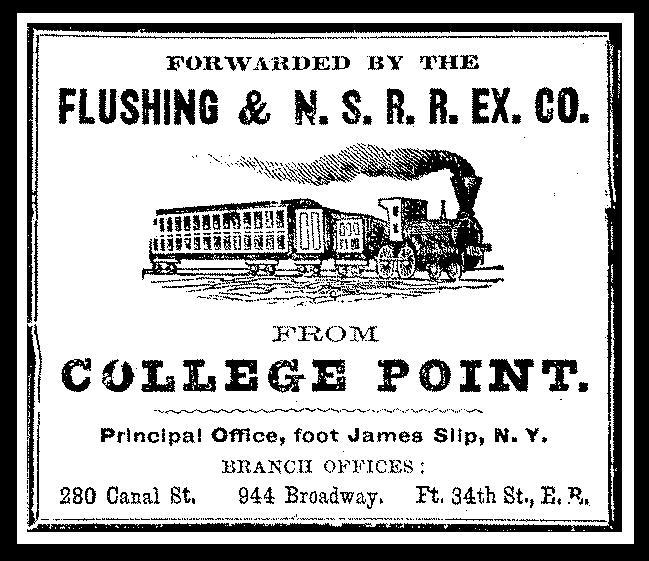 FORWARDED BY THE
FLUSHING & N. S. R. R. EX. CO.
FROM
COLLEGE POINT.
Principal Office, foot James Slip, N. Y.
BRANCH OFFICES:
280 Canal St. 944 Broadway. Ft. 34th St., E. R.